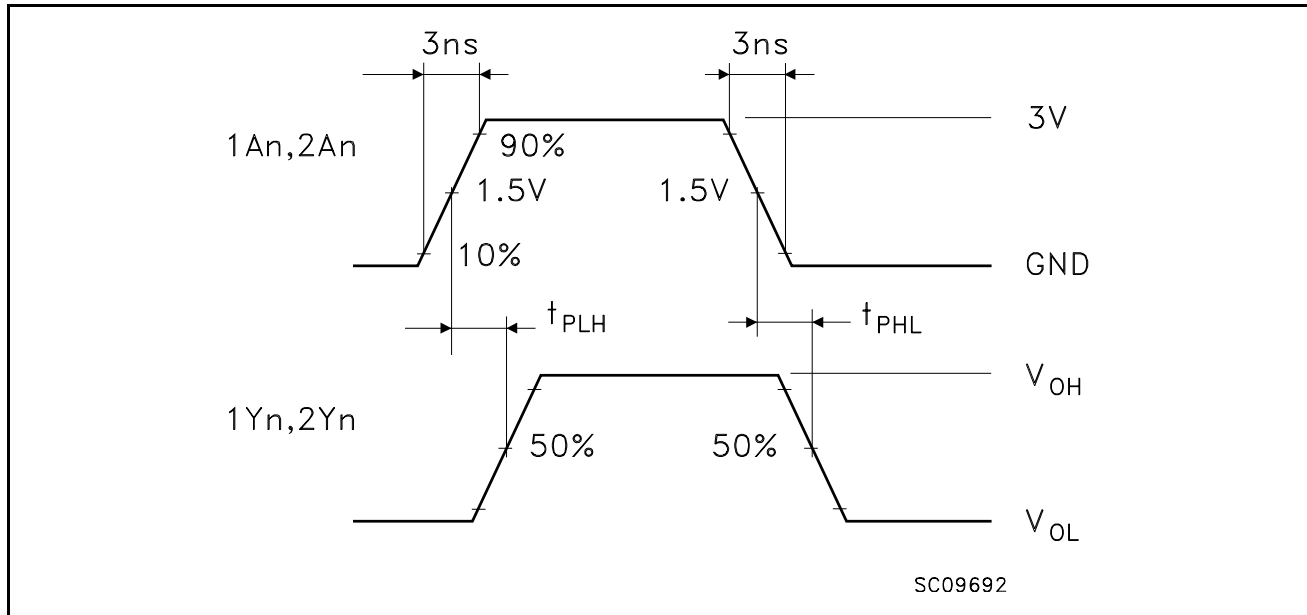 3ns 3ns
3V
1An,2An 90%
1.5V 1.5V
10% GND
tPLH tPHL
VOH
1Yn,2Yn
50% 50%
VOL
SC09692